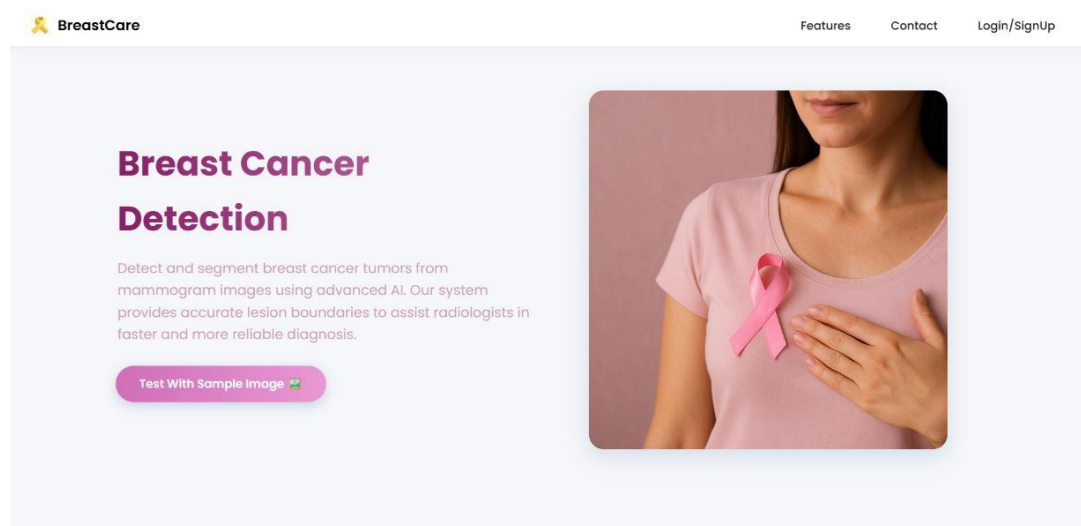 BreastCare
Features
Contact
Login/SignUp
Breast Cancer
Detection
Detect and segment breast cancer tumors from
mammogram images using advanced AI. Our system
provides accurate lesion boundaries to assist radiologists in
faster and more reliable diagnosis.
Test With Sample Image